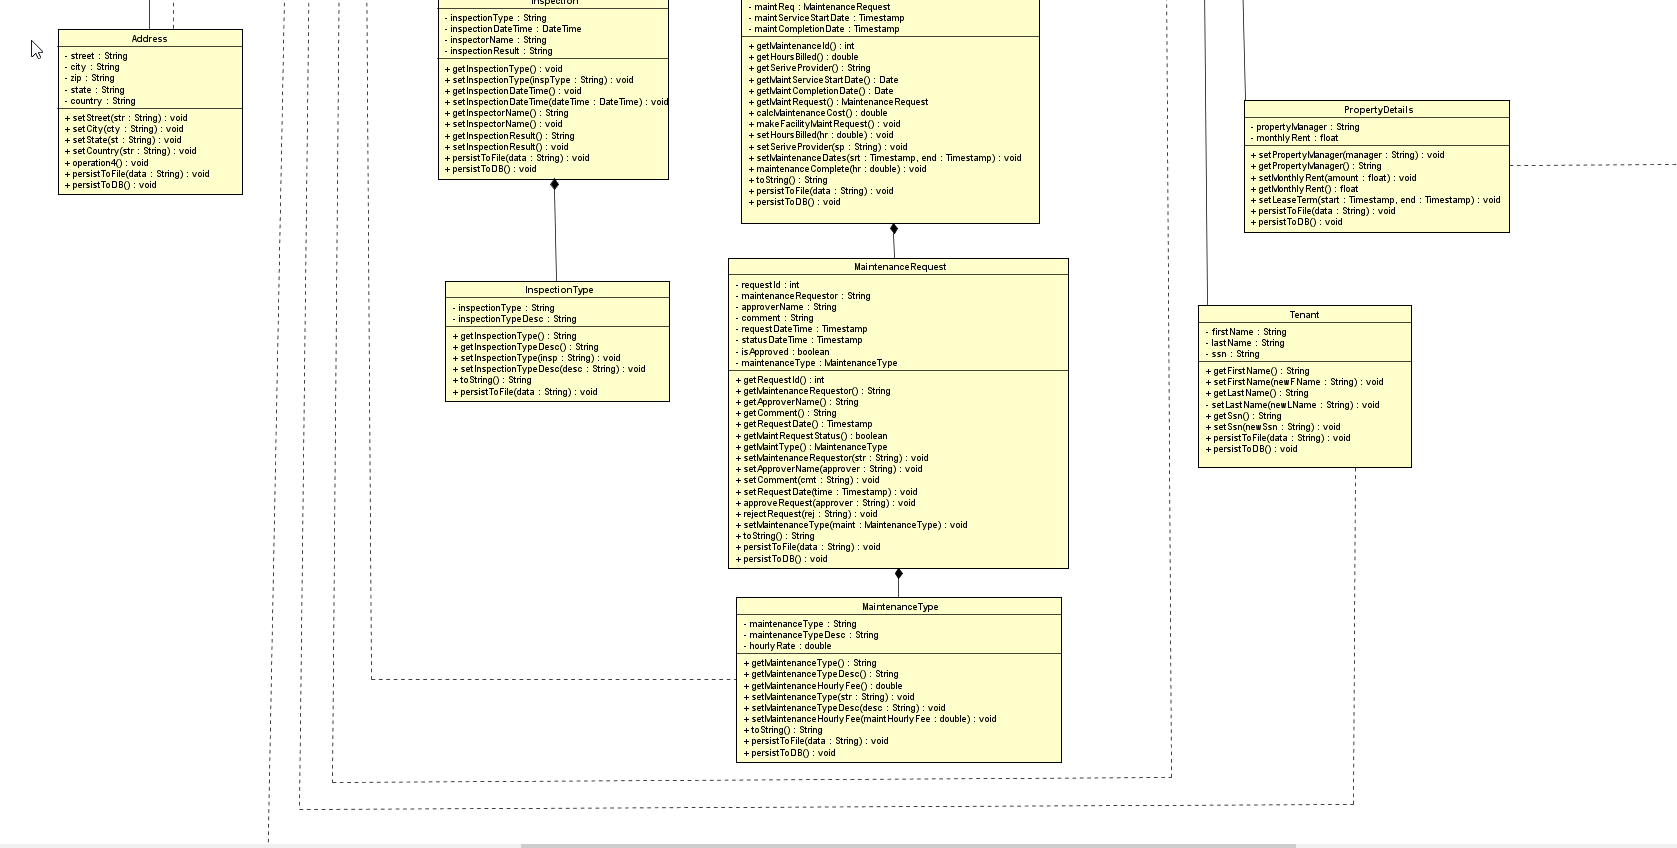 Address
- street : String
- city : String
- zip : String
- state : String
- country : String
+ setStreet(str : String) : void
+ setCity(cty : String) : void
+ setState(st : String) : void
+ setCountry(str : String) : void
+ operation4() : void
+ persistToFile(data : String) : void
+ persistToDB() : void
Inspection
- inspectionType : String
- inspectionDateTime : DateTime
- inspectorName : String
- inspectionResult : String
+ getInspectionType() : void
+ setInspectionType(inspType : String) : void
+ getInspectionDateTime() : void
+ setInspectionDateTime(dateTime : DateTime) : void
+ getInspectorName() : String
+ setInspectorName() : void
+ getInspectionResult() : String
+ setInspectionResult() : void
+ persistToFile(data : String) : void
+ persistToDB() : void
- maintReq : MaintenanceRequest
- maintServiceStartDate : Timestamp
- maintCompletionDate : Timestamp
+ getMaintenanceId() : int
+ getHoursBilled() : double
+ getSeriveProvider() : String
+ getMaintServiceStartDate() : Date
+ getMaintCompletionDate() : Date
+ getMaintRequest() : MaintenanceRequest
+ calcMaintenanceCost() : double
+ makeFacilityMaintRequest() : void
+ setHoursBilled(hr : double) : void
+ setSeriveProvider(sp : String) : void
+ setMaintenanceDates(srt : Timestamp, end : Timestamp) : void
+ maintenanceComplete(hr : double) : void
+ toString() : String
+ persistToFile(data : String) : void
+ persistToDB() : void
PropertyDetails
- propertyManager : String
- monthlyRent : float
+ setPropertyManager(manager : String) : void
+ getPropertyManager() : String
+ setMonthlyRent(amount : float) : void
+ getMonthlyRent() : float
+ setLeaseTerm(start : Timestamp, end : Timestamp) : void
+ persistToFile(data : String) : void
+ persistToDB() : void
InspectionType
- inspectionType : String
- inspectionTypeDesc : String
+ getInspectionType() : String
+ getInspectionTypeDesc() : String
+ setInspectionType(insp : String) : void
+ setInspectionTypeDesc(desc : String) : void
+ toString() : String
+ persistToFile(data : String) : void
MaintenanceRequest
- requestId : int
- maintenanceRequestor : String
- approverName : String
- comment : String
- requestDateTime : Timestamp
- statusDateTime : Timestamp
- isApproved : boolean
- maintenanceType : MaintenanceType
+ getRequestId() : int
+ getMaintenanceRequestor() : String
+ getApproverName() : String
+ getComment() : String
+ getRequestDate() : Timestamp
+ getMaintRequestStatus() : boolean
+ getMaintType() : MaintenanceType
+ setMaintenanceRequestor(str : String) : void
+ setApproverName(approver : String) : void
+ setComment(cmt : String) : void
+ setRequestDate(time : Timestamp) : void
+ approveRequest(approver : String) : void
+ rejectRequest(rej : String) : void
+ setMaintenanceType(maint : MaintenanceType) : void
+ toString() : String
+ persistToFile(data : String) : void
+ persistToDB() : void
Tenant
- firstName : String
- lastName : String
- ssn : String
+ getFirstName() : String
+ setFirstName(newFName : String) : void
+ getLastName() : String
- setLastName(newLName : String) : void
+ getSsn() : String
+ setSsn(newSsn : String) : void
+ persistToFile(data : String) : void
+ persistToDB() : void
MaintenanceType
- maintenanceType : String
- maintenanceTypeDesc : String
- hourlyRate : double
+ getMaintenanceType() : String
+ getMaintenanceTypeDesc() : String
+ getMaintenanceHourlyFee() : double
+ setMaintenanceType(str : String) : void
+ setMaintenanceTypeDesc(desc : String) : void
+ setMaintenanceHourlyFee(maintHourlyFee : double) : void
+ toString() : String
+ persistToFile(data : String) : void
+ persistToDB() : void